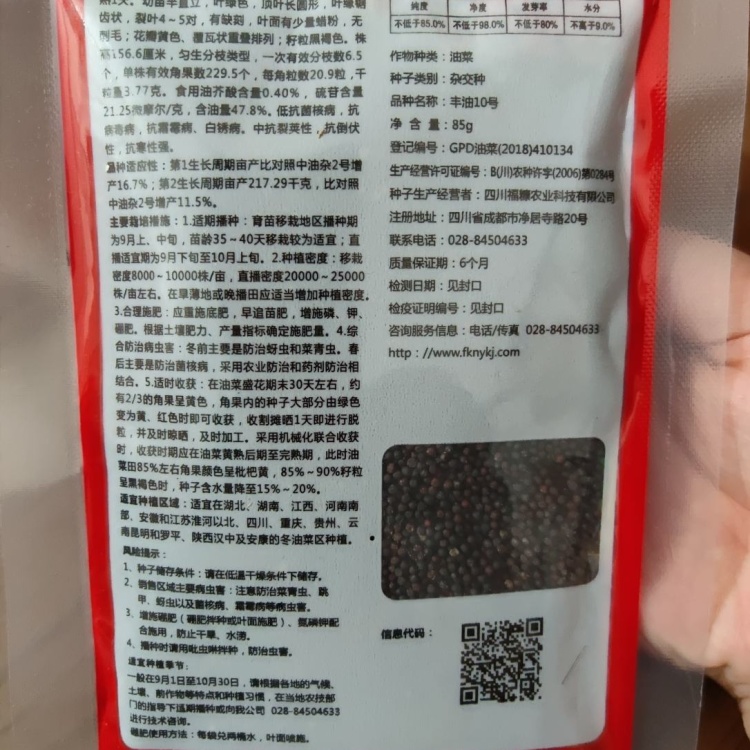 齿状，裂叶4～5对，有缺刻，叶面有少量蜡粉，无
刺毛；花瓣黄色、覆瓦状重叠排列；籽粒黑褐色。株
高156.6厘米，匀生分枝类型，一次有效分枝数6.5
个，单株有效角果数229.5个，每角粒数20.9粒，千
粒重3.77克。食用油芥酸含量0.40%，硫苷含量
21.25微摩尔/克，含油量47.8%。低抗菌核病，抗
病毒病，抗霜霉病、白锈病。中抗裂荚性，抗倒伏
性，抗寒性强。
品种适应性：第1生长周期亩产比对照中油杂2号增
产16.7%；第2生长周期亩产217.29千克，比对照
中油杂2号增产11.5%。
主要栽培措施：1.适期播种：育苗移栽地区播种期
为9月上、中旬，苗龄35～40天移栽较为适宜；直
播适宜期为9月下旬至10月上旬。2.种植密度：移栽
密度8000～10000株/亩，直播密度20000～25000
株/亩左右。在旱薄地或晚播田应适当增加种植密度。
3.合理施肥：应重施底肥，早追苗肥，增施磷、钾、
硼肥。根据土壤肥力、产量指标确定施肥量。4.综
合防治病虫害：冬前主要是防治蚜虫和菜青虫。春
后主要是防治菌核病，采用农业防治和药剂防治相
结合。5.适时收获：在油菜盛花期末30天左右，约
有2/3的角果呈黄色，角果内的种子大部分由绿色
变为黄、红色时即可收获，收割摊晒1天即进行脱
粒，并及时晾晒，及时加工。采用机械化联合收获
时，收获时期应在油菜黄熟后期至完熟期，此时油
菜田85%左右角果颜色呈枇杷黄，85%～90%籽粒
呈黑褐色时，种子含水量降至15%～20%。
适宜种植区域：适宜在湖北、湖南、江西、河南南
部、安徽和江苏淮河以北、四川、重庆、贵州、云
南昆明和罗平、陕西汉中及安康的冬油菜区种植。
风险提示：
1、种子储存条件：请在低温干燥条件下储存。
2、销售区域主要病虫害：注意防治菜青虫、跳
甲、蚜虫以及菌核病、霜霉病等病虫害。
3、增施硼肥（硼肥拌种或叶面施肥）、氮磷钾配
合施用，防止干旱、水涝。
4、播种时请用吡虫啉拌种，防治虫害。
适宜种植季节：
一般在9月1日至10月30日，请根据各地的气候、
土壤、前作物等特点和种植习惯，在当地农技部
门的指导下适期播种或向我公司 028-84504633
进行技术咨询。
硼肥使用方法：每袋兑两桶水，叶面喷施。
纯度 净度 发芽率 水分
不低于85.0% 不低于98.0% 不低于80% 不高于9.0%
作物种类：油菜
种子类别：杂交种
品种名称：丰油10号
净 含 量：85g
登记编号：GPD油菜(2018)410134
生产经营许可证编号：B(川)农种许字(2006)第0284号
种子生产经营者：四川福糠农业科技有限公司
注册地址：四川省成都市净居寺路20号
联系电话：028-84504633
质量保证期：6个月
检测日期：见封口
检疫证明编号：见封口
咨询服务信息：电话/传真 028-84504633
http：//www.fknykj.com
信息代码：